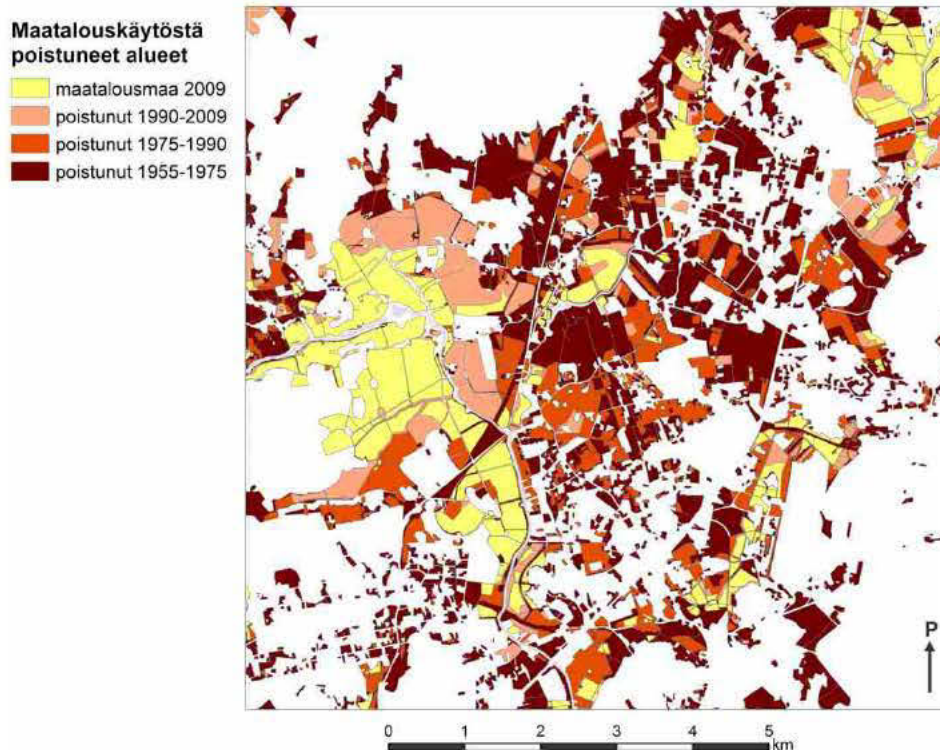 Maatalouskäytöstä
poistuneet alueet
maatalousmaa 2009
poistunut 1990-2009
poistunut 1975-1990
poistunut 1955-1975
P
0 1 2 3 4 5
km